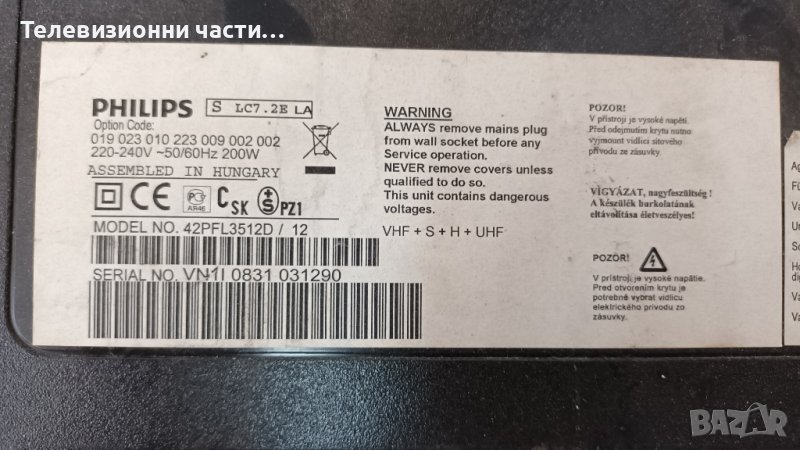 Телевизионни части...
PHILIPS
S LC7.2E LA
Option Code:
019 023 010 223 009 002 002
220-240V ~50/60Hz 200W
ASSEMBLED IN HUNGARY
CE
AR46
CSK
S PZ1
MODEL NO. 42PFL3512D / 12
SERIAL NO. VN1I 0831 031290
WARNING
ALWAYS remove mains plug
from wall socket before any
Service operation.
NEVER remove covers unless
qualified to do so.
This unit contains dangerous
voltages.
VHF + S + H + UHF
POZOR!
V přístroji je vysoké napětí.
Před odejmutím krytu nutno
vyjmout vidlici síťového
přívodu ze zásuvky.
VIGYÁZAT, nagyfeszültség !
A készülék burkolatának
eltávolítása életveszélyes!
POZOR!
V prístroji je vysoké napätie.
Pred otvorením krytu je
potrebné vybrať vidlicu
elektrického prívodu zo
zásuvky.
BAZAR